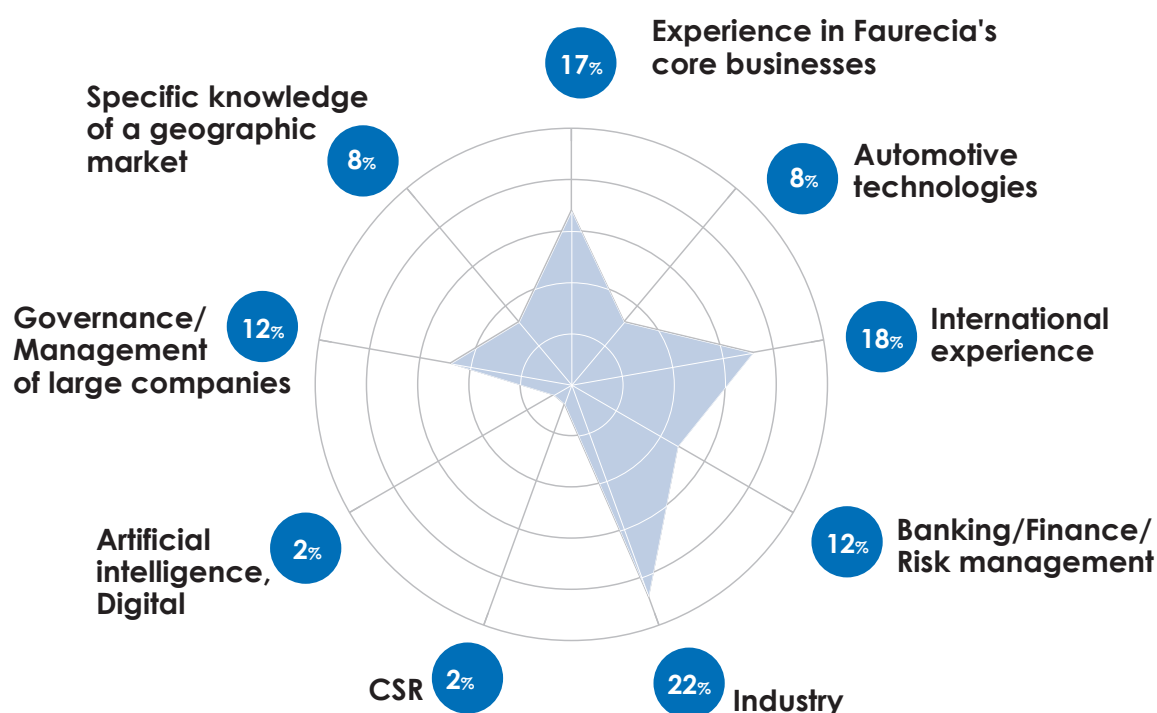 Experience in Faurecia's
core businesses
17%
Automotive
technologies
8%
International
experience
18%
Banking/Finance/
Risk management
12%
Industry
22%
CSR
2%
Artificial
intelligence,
Digital
2%
Governance/
Management
of large companies
12%
Specific knowledge
of a geographic
market
8%